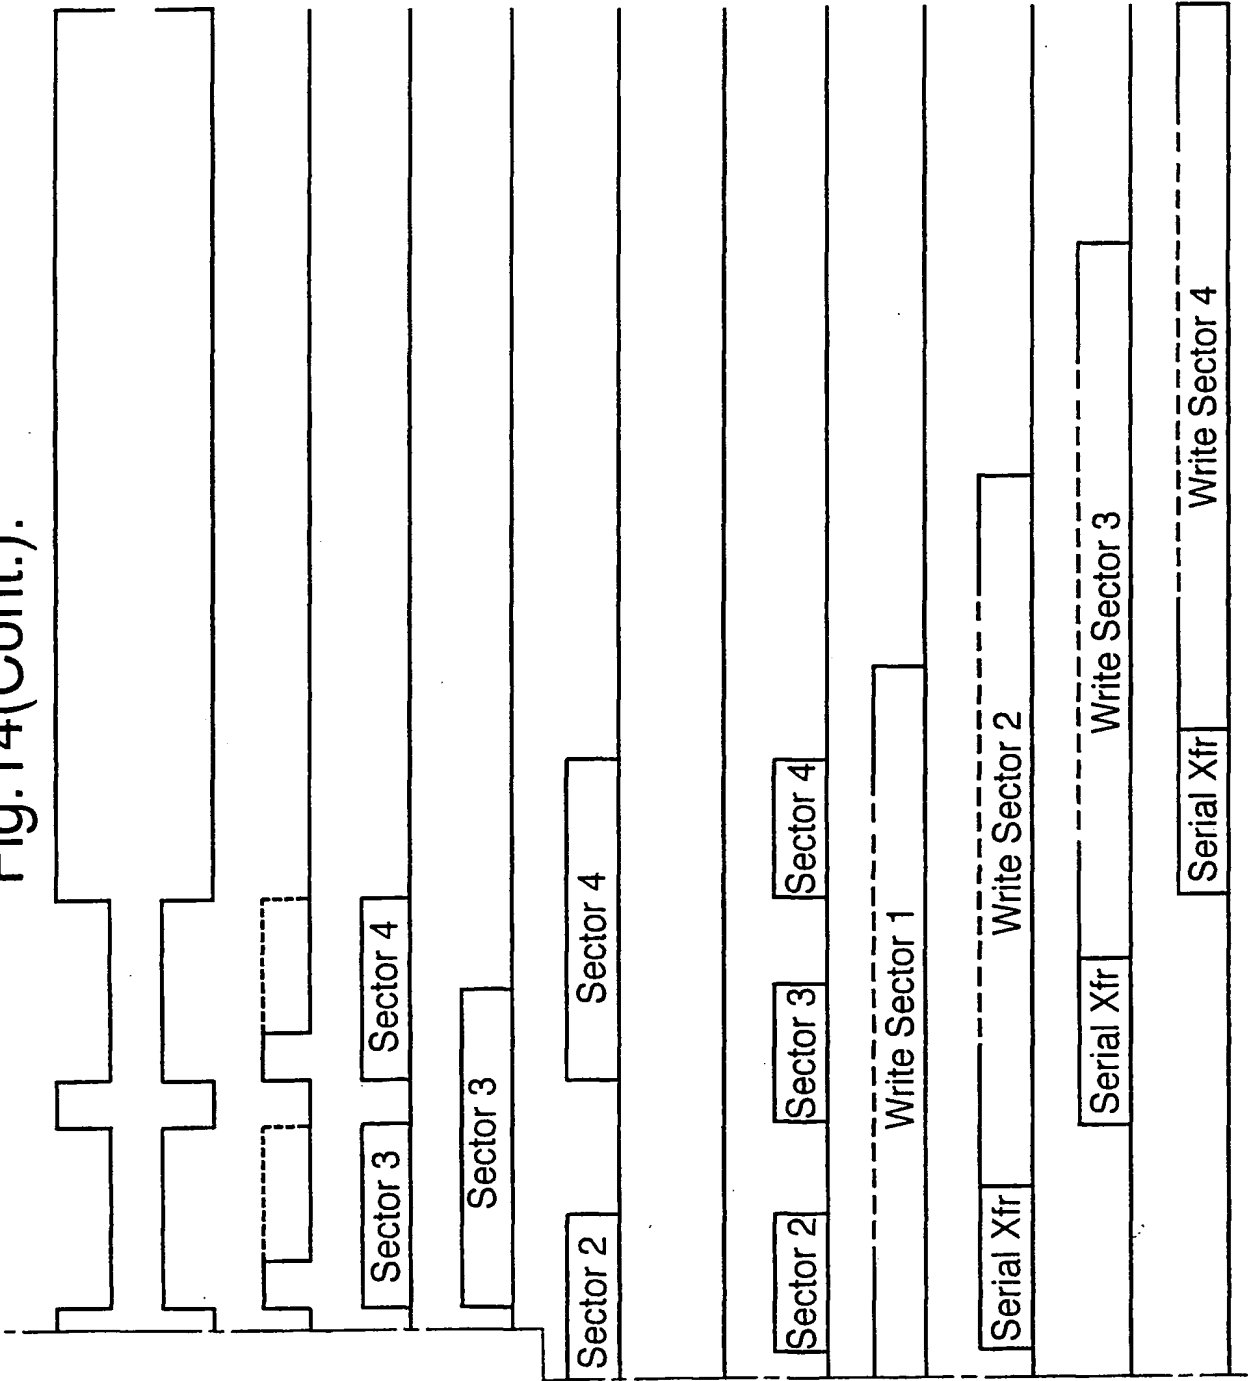 Fig.14(Cont.).
Sector 3
Sector 4
Sector 3
Sector 2
Sector 4
Sector 2
Sector 3
Sector 4
Write Sector 1
Serial Xfr
Write Sector 2
Serial Xfr
Write Sector 3
Serial Xfr
Write Sector 4